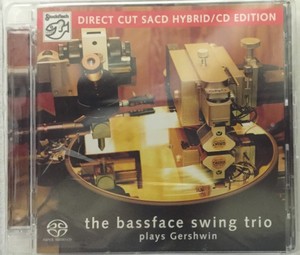 DIRECT CUT SACD HYBRID/CD EDITION
the bassface swing trio
plays Gershwin